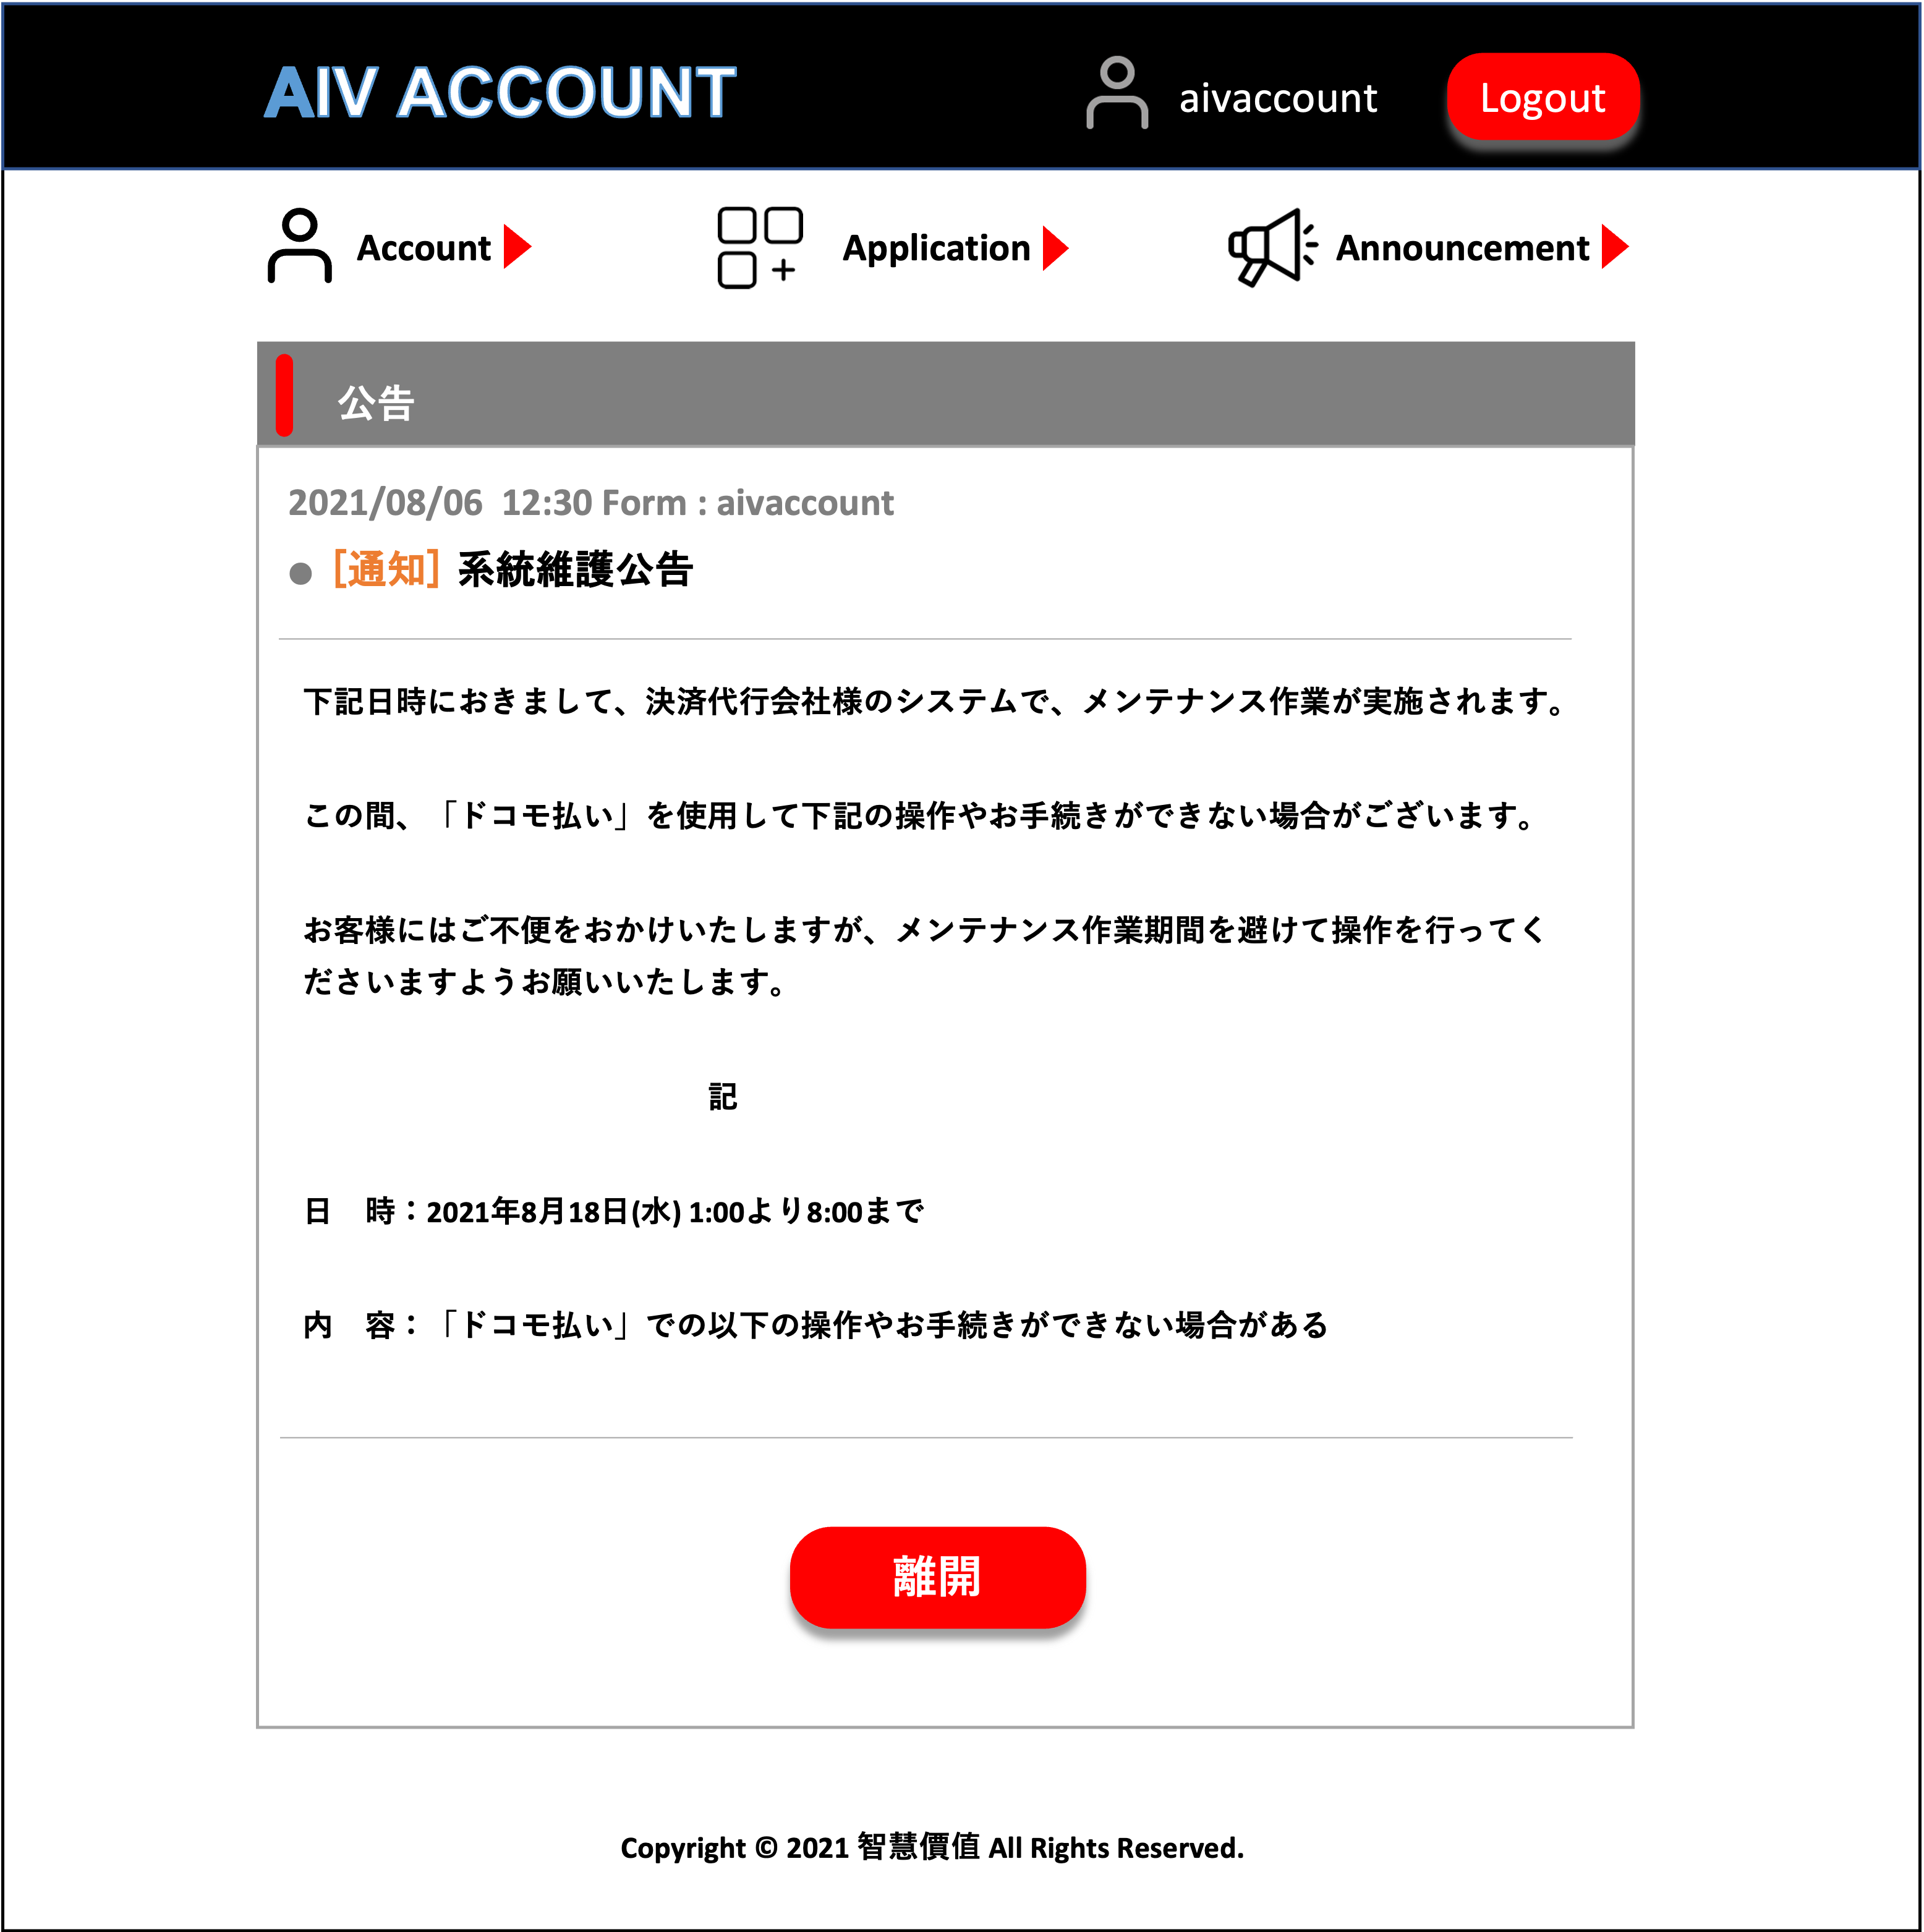 AIV ACCOUNT
aivaccount
Logout
Account
Application
Announcement
公告
2021/08/06 12:30 Form : aivaccount
[通知] 系統維護公告
下記日時におきまして、決済代行会社様のシステムで、メンテナンス作業が実施されます。
この間、「ドコモ払い」を使用して下記の操作やお手続きができない場合がございます。
お客様にはご不便をおかけいたしますが、メンテナンス作業期間を避けて操作を行ってく
ださいますようお願いいたします。
記
日　時：2021年8月18日(水) 1:00より8:00まで
内　容：「ドコモ払い」での以下の操作やお手続きができない場合がある
離開
Copyright © 2021 智慧價值 All Rights Reserved.